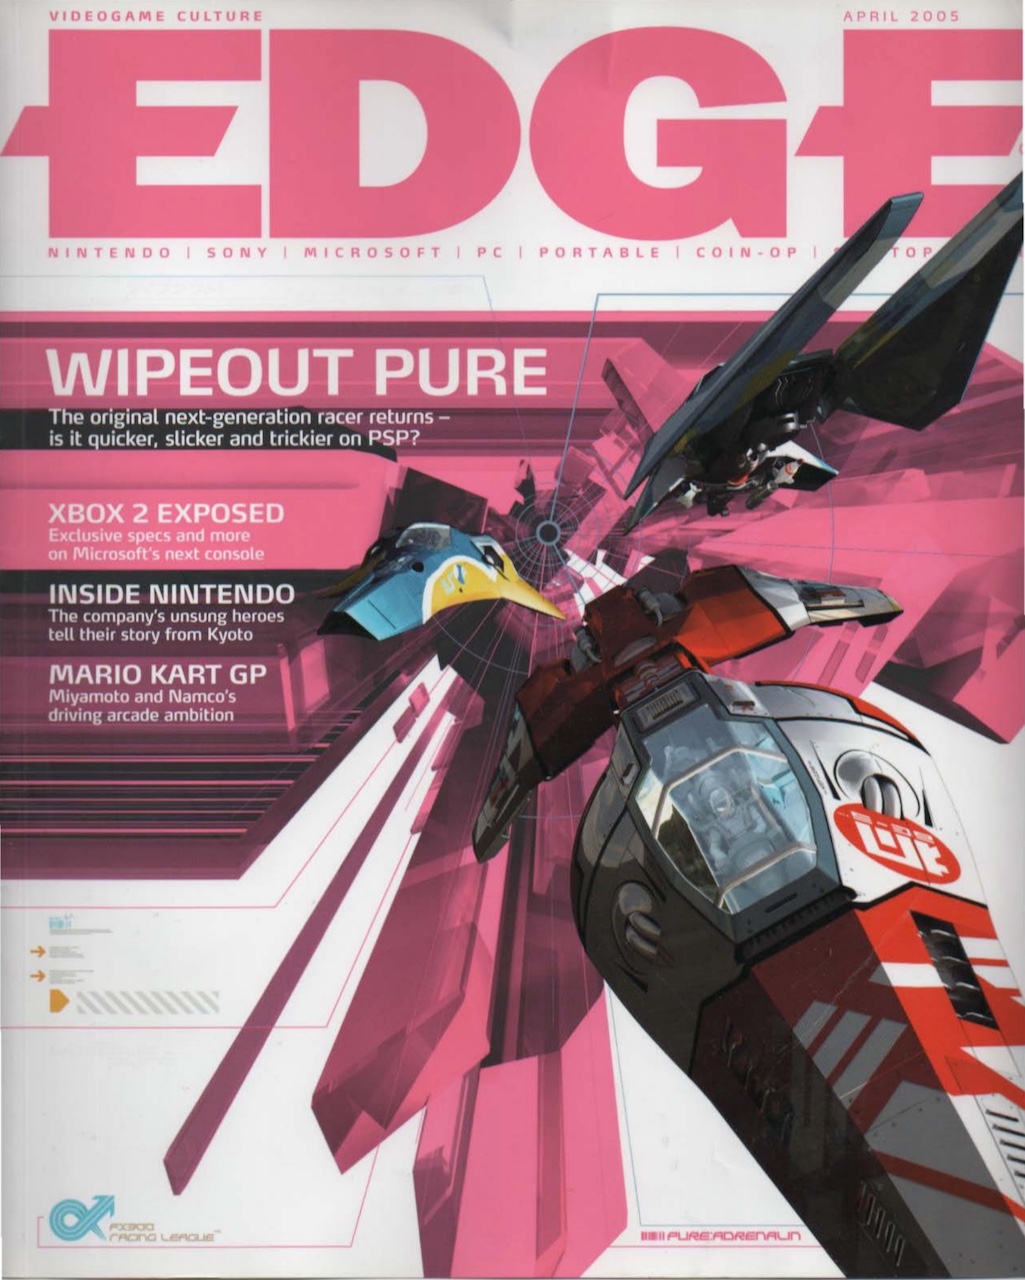 VIDEOGAME CULTURE
APRIL 2005
EDGE
NINTENDO | SONY | MICROSOFT | PC | PORTABLE | COIN-OP |
WIPEOUT PURE
The original next-generation racer returns –
is it quicker, slicker and trickier on PSP?
XBOX 2 EXPOSED
Exclusive specs and more
on Microsoft's next console
INSIDE NINTENDO
The company's unsung heroes
tell their story from Kyoto
MARIO KART GP
Miyamoto and Namco's
driving arcade ambition
FX300
RACING LEAGUE™
PURE:ADRENALIN